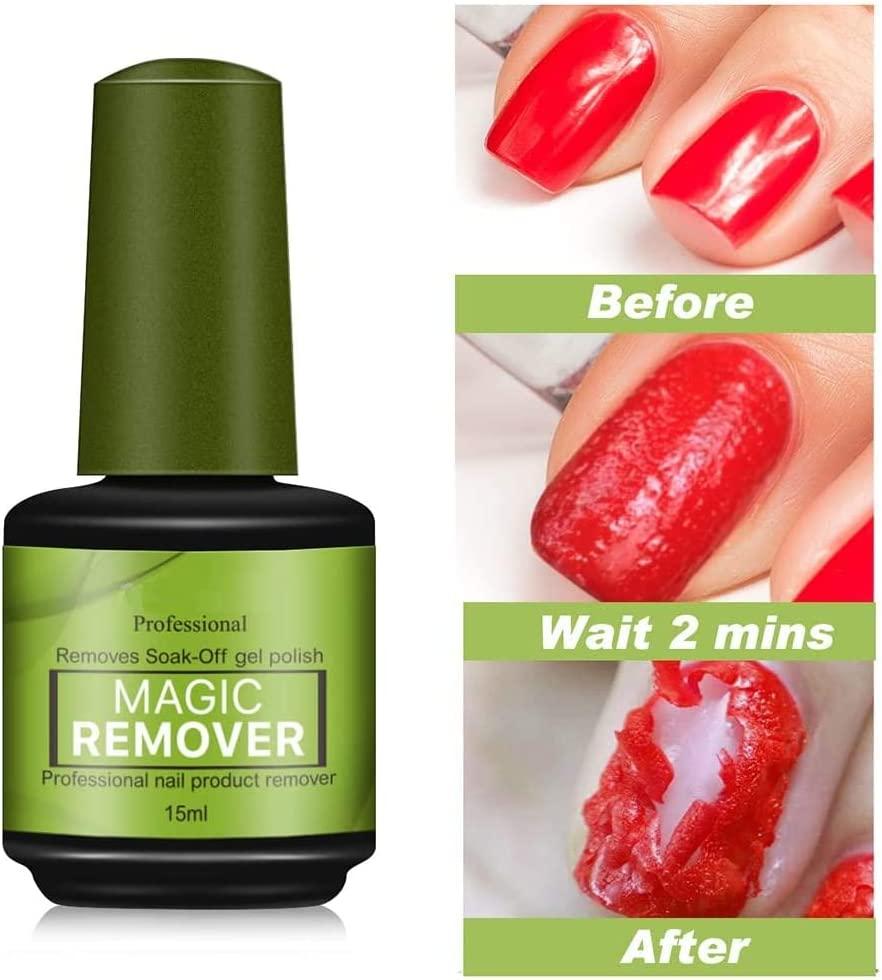 Professional
Removes Soak-Off gel polish
MAGIC
REMOVER
Professional nail product remover
15ml
Before
Wait 2 mins
After